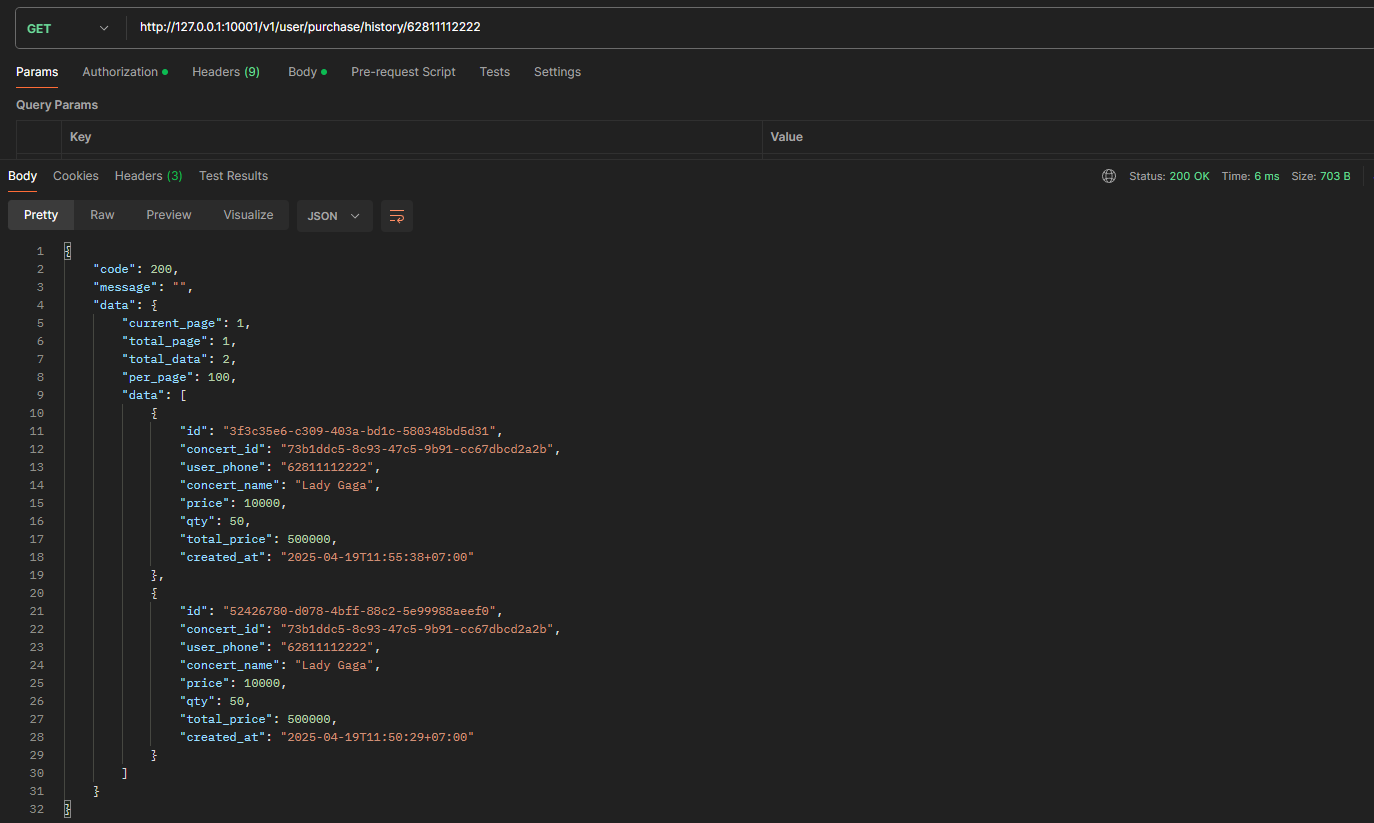 GET http://127.0.0.1:10001/v1/user/purchase/history/62811112222
Params Authorization Headers (9) Body Pre-request Script Tests Settings
Query Params
Key Value
Body Cookies Headers (3) Test Results Status: 200 OK Time: 6 ms Size: 703 B
Pretty Raw Preview Visualize JSON
1 {
2 "code": 200,
3 "message": "",
4 "data": {
5 "current_page": 1,
6 "total_page": 1,
7 "total_data": 2,
8 "per_page": 100,
9 "data": [
10 {
11 "id": "3f3c35e6-c309-403a-bd1c-580348bd5d31",
12 "concert_id": "73b1ddc5-8c93-47c5-9b91-cc67dbcd2a2b",
13 "user_phone": "62811112222",
14 "concert_name": "Lady Gaga",
15 "price": 10000,
16 "qty": 50,
17 "total_price": 500000,
18 "created_at": "2025-04-19T11:55:38+07:00"
19 },
20 {
21 "id": "52426780-d078-4bff-88c2-5e99988aeef0",
22 "concert_id": "73b1ddc5-8c93-47c5-9b91-cc67dbcd2a2b",
23 "user_phone": "62811112222",
24 "concert_name": "Lady Gaga",
25 "price": 10000,
26 "qty": 50,
27 "total_price": 500000,
28 "created_at": "2025-04-19T11:50:29+07:00"
29 }
30 ]
31 }
32 }